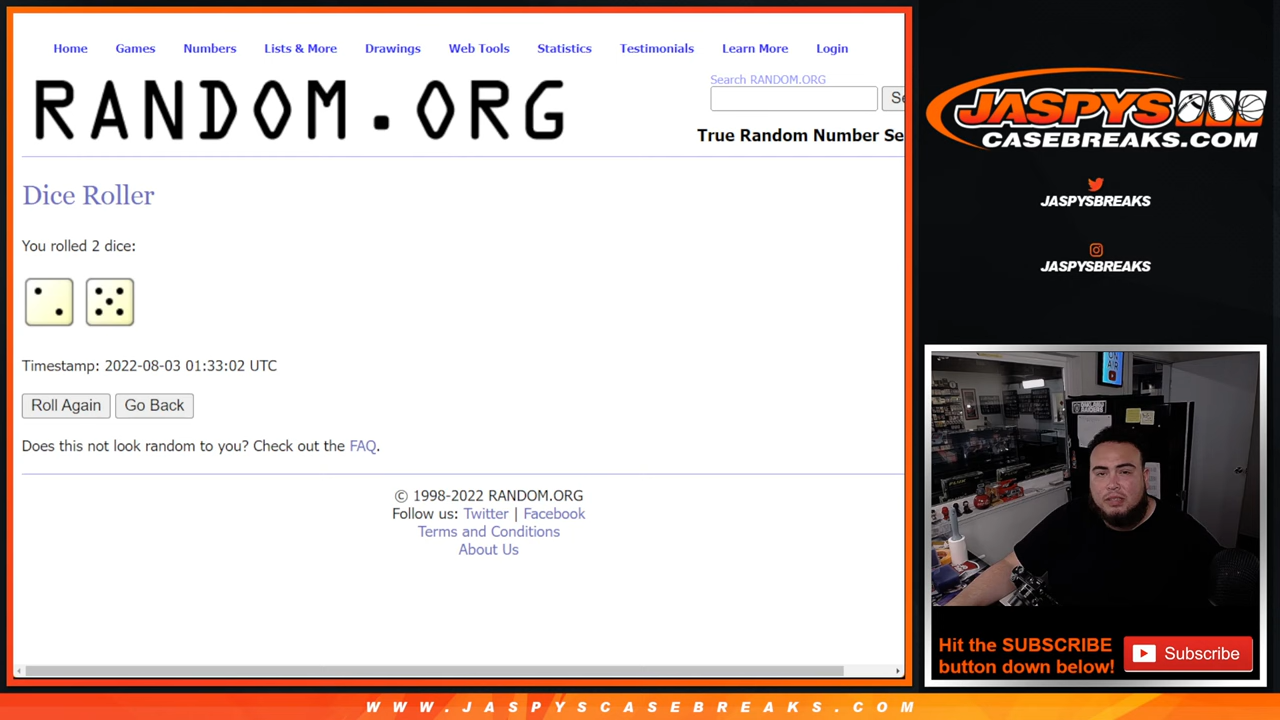 Home Games Numbers Lists & More Drawings Web Tools Statistics Testimonials Learn More Login
RANDOM.ORG
Search RANDOM.ORG
Se
True Random Number Se
Dice Roller
You rolled 2 dice:
Timestamp: 2022-08-03 01:33:02 UTC
Roll Again Go Back
Does this not look random to you? Check out the FAQ.
© 1998-2022 RANDOM.ORG
Follow us: Twitter | Facebook
Terms and Conditions
About Us
JASPYS
CASEBREAKS.COM
JASPYSBREAKS
JASPYSBREAKS
Hit the SUBSCRIBE
button down below!
Subscribe
WWW.JASPYSCASEBREAKS.COM